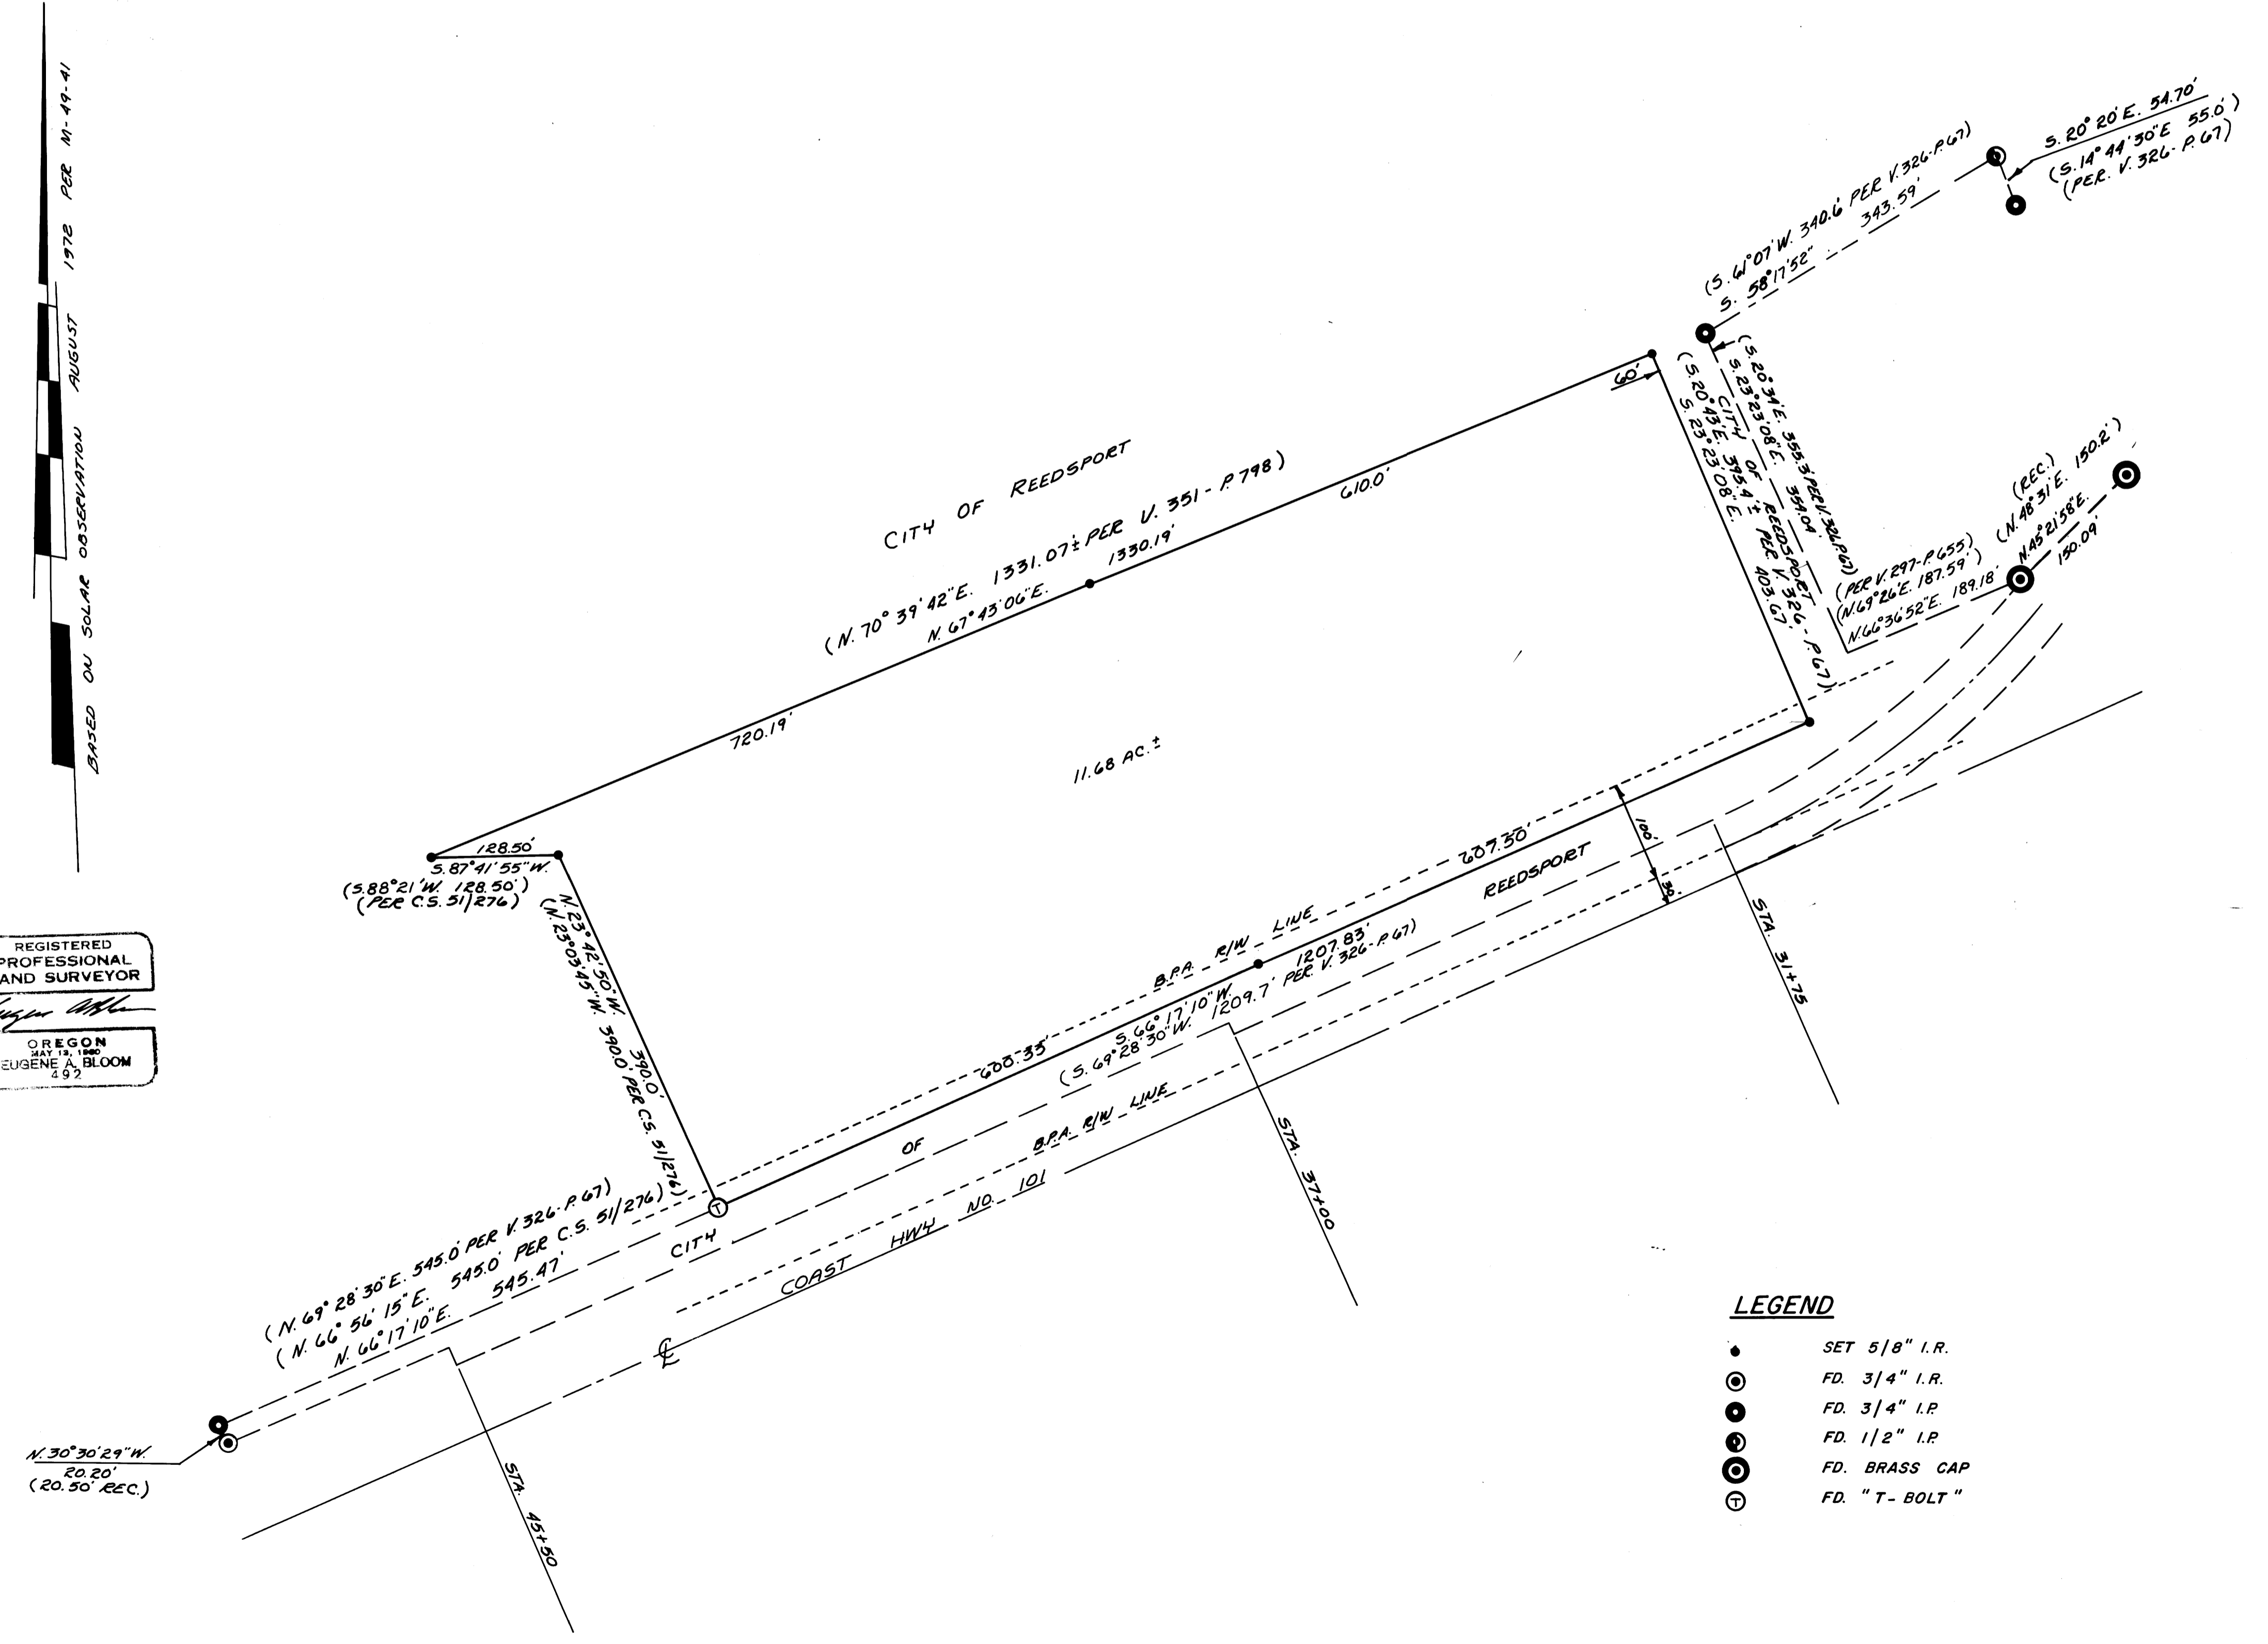 BASED ON SOLAR OBSERVATION AUGUST 1972 PER M-49-41
S. 20° 20' E. 54.70'
(S. 14° 44' 30" E 55.0')
(PER. V. 326 - P. 67)
(S. 61° 07' W. 340.6' PER V. 326-P. 67)
S. 58° 17' 52" 343.59'
(S. 20° 34' E. 355.3' PER V. 326 P. 67)
S. 23° 23' 08" E. 354.04'
CITY OF REEDSPORT
(S. 20° 43' E. 395.4' ± PER V. 326 - P. 67)
S. 23° 23' 08" E. 403.67'
60'
(REC.)
(N. 48° 31' E. 150.2')
N. 45° 21' 58" E.
150.09'
(PER V. 297-P. 655)
(N. 69° 26' E. 187.59')
N. 66° 36' 52" E. 189.18'
CITY OF REEDSPORT
(N. 70° 39' 42" E. 1331.07' ± PER V. 351 - P. 798)
N. 67° 43' 06" E. 1330.19'
610.0'
720.19'
11.68 AC. ±
128.50'
S. 87° 41' 55" W.
(S. 88° 21' W. 128.50')
(PER C.S. 51/276)
N. 23° 42' 50" W. 390.0'
(N. 23° 03' 45" W. 390.0' PER C.S. 51/276)
607.50'
B.P.A. R/W LINE
1207.83'
S. 66° 17' 10" W.
(S. 69° 28' 30" W. 1209.7' PER V. 326-P. 67)
100'
30'
CITY OF REEDSPORT
B.P.A. R/W LINE
COAST HWY NO. 101
℄
STA. 31+75
STA. 37+00
STA. 45+50
(N. 69° 28' 30" E. 545.0' PER V. 326-P. 67)
(N. 66° 56' 15" E. 545.0' PER C.S. 51/276)
N. 66° 17' 10" E. 545.47'
N. 30° 30' 29" W.
20.20'
(20.50' REC.)
REGISTERED
PROFESSIONAL
LAND SURVEYOR
OREGON
MAY 13, 1960
EUGENE A. BLOOM
492
LEGEND
SET 5/8" I.R.
FD. 3/4" I.R.
FD. 3/4" I.P.
FD. 1/2" I.P.
FD. BRASS CAP
FD. "T-BOLT"